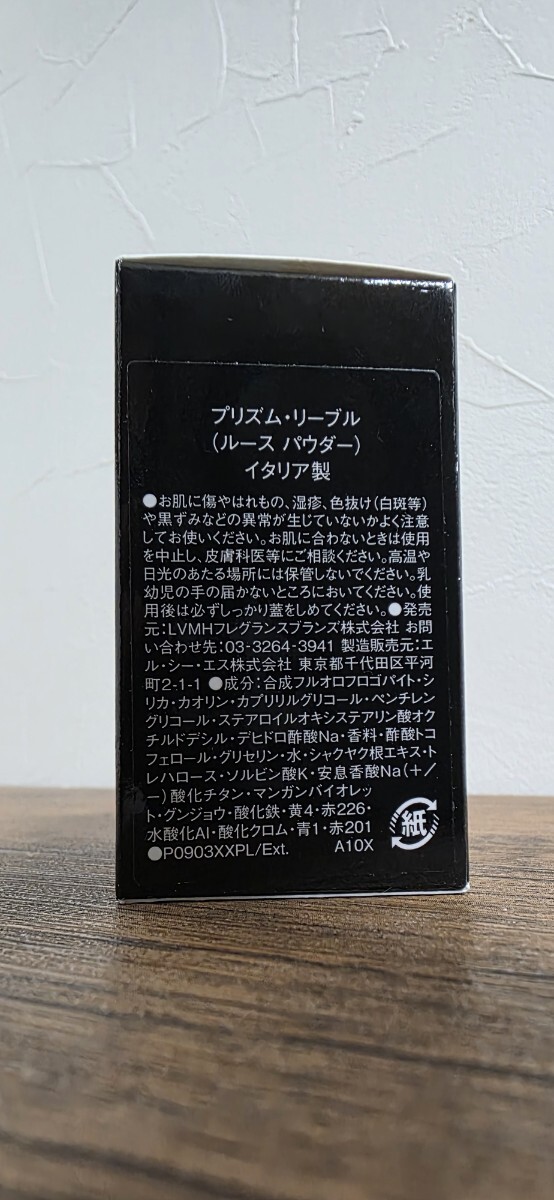 プリズム・リーブル
(ルース パウダー)
イタリア製
●お肌に傷やはれもの、湿疹、色抜け(白斑等)
や黒ずみなどの異常が生じていないかよく注意
してお使いください。お肌に合わないときは使用
を中止し、皮膚科医等にご相談ください。高温や
日光のあたる場所には保管しないでください。乳
幼児の手の届かないところにおいてください。使
用後は必ずしっかり蓋をしめてください。●発売
元:LVMHフレグランスブランズ株式会社 お問
い合わせ先:03-3264-3941 製造販売元:エ
ル・シー・エス株式会社 東京都千代田区平河
町2-1-1 ●成分:合成フルオロフロゴパイト・シ
リカ・カオリン・カプリリルグリコール・ペンチレン
グリコール・ステアロイルオキシステアリン酸オク
チルドデシル・デヒドロ酢酸Na・香料・酢酸トコ
フェロール・グリセリン・水・シャクヤク根エキス・ト
レハロース・ソルビン酸K・安息香酸Na(+/
-)酸化チタン・マンガンバイオレッ
ト・グンジョウ・酸化鉄・黄4・赤226・
水酸化Al・酸化クロム・青1・赤201
●P0903XXPL/Ext. A10X
紙